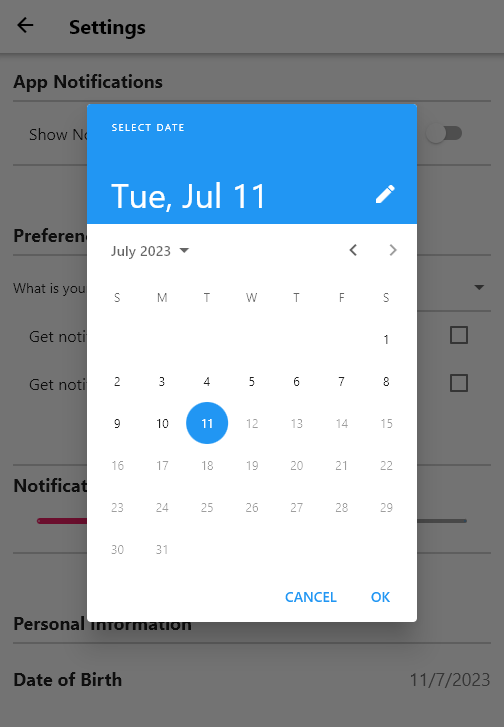 Settings
App Notifications
Show No
SELECT DATE
Tue, Jul 11
July 2023
S M T W T F S
1
2 3 4 5 6 7 8
9 10 11 12 13 14 15
16 17 18 19 20 21 22
23 24 25 26 27 28 29
30 31
CANCEL OK
Preferen
What is you
Get noti
Get noti
Notificat
Personal Information
Date of Birth 11/7/2023